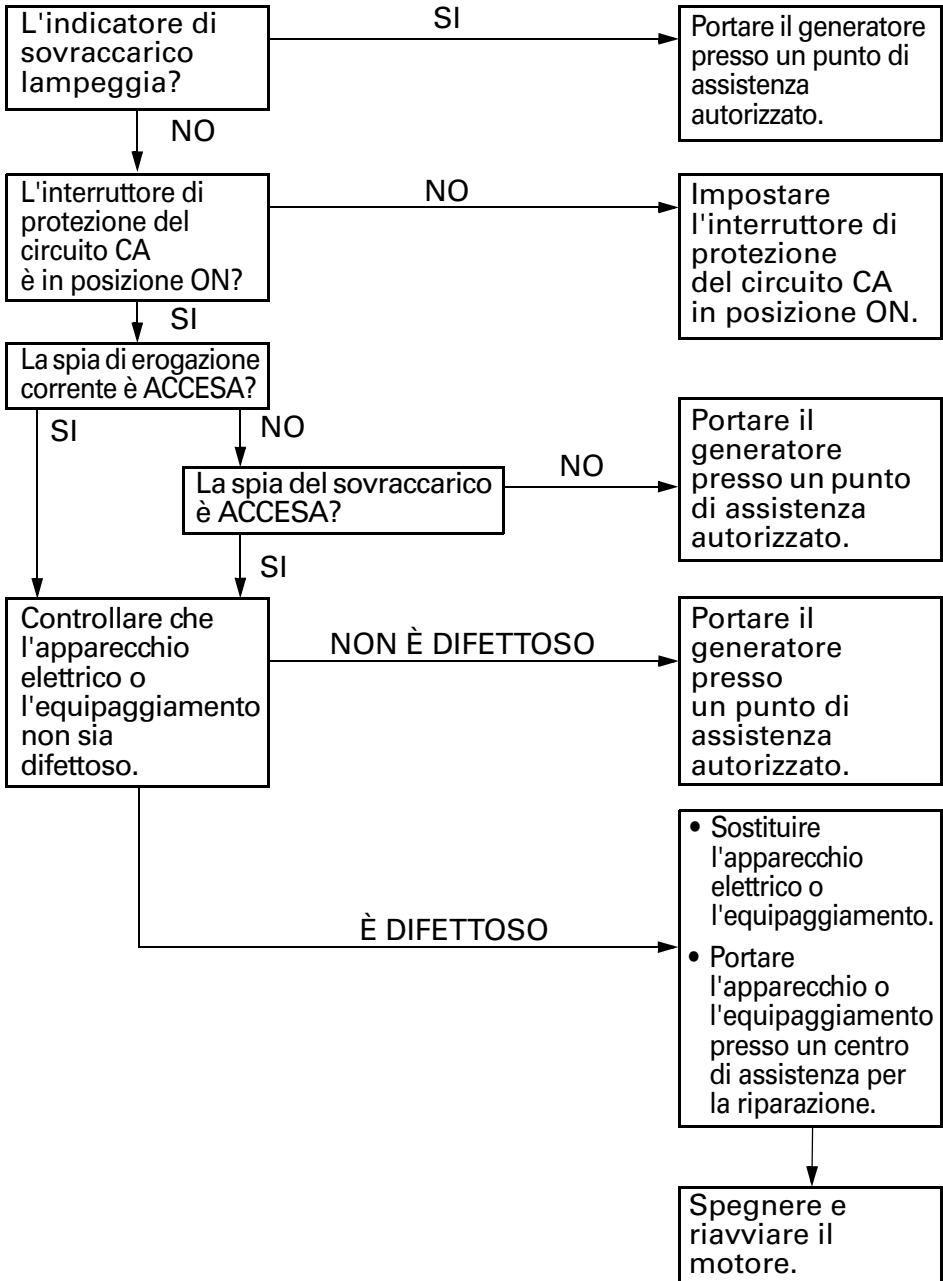 L'indicatore di
sovraccarico
lampeggia?
SI
Portare il generatore
presso un punto di
assistenza
autorizzato.
NO
L'interruttore di
protezione del
circuito CA
è in posizione ON?
NO
Impostare
l'interruttore di
protezione
del circuito CA
in posizione ON.
SI
La spia di erogazione
corrente è ACCESA?
SI
NO
La spia del sovraccarico
è ACCESA?
NO
Portare il
generatore
presso un punto
di assistenza
autorizzato.
SI
Controllare che
l'apparecchio
elettrico o
l'equipaggiamento
non sia
difettoso.
NON È DIFETTOSO
Portare il
generatore
presso
un punto di
assistenza
autorizzato.
È DIFETTOSO
• Sostituire
l'apparecchio
elettrico o
l'equipaggiamento.
• Portare
l'apparecchio o
l'equipaggiamento
presso un centro
di assistenza per
la riparazione.
Spegnere e
riavviare il
motore.